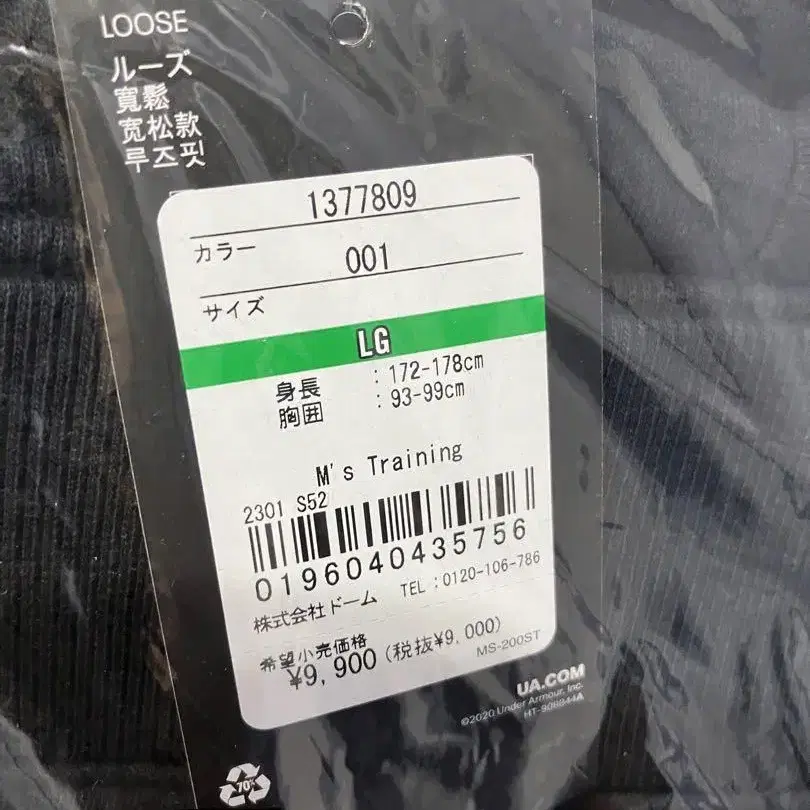 LOOSE
ルーズ
寬鬆
宽松款
루즈핏
1377809
カラー
001
サイズ
LG
身長 : 172-178cm
胸囲 : 93-99cm
M's Training
2301 S52
0196040435756
株式会社ドーム TEL:0120-106-786
希望小売価格
¥9,900 (税抜¥9,000)
MS-200ST
UA.COM
©2020 Under Armour, Inc.
HT-906944A
70%